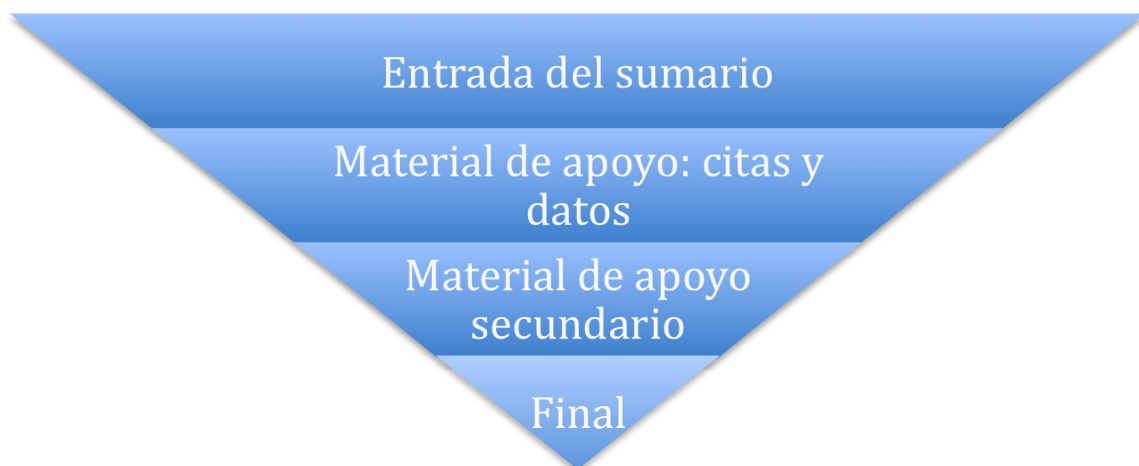 Entrada del sumario
Material de apoyo: citas y
datos
Material de apoyo
secundario
Final